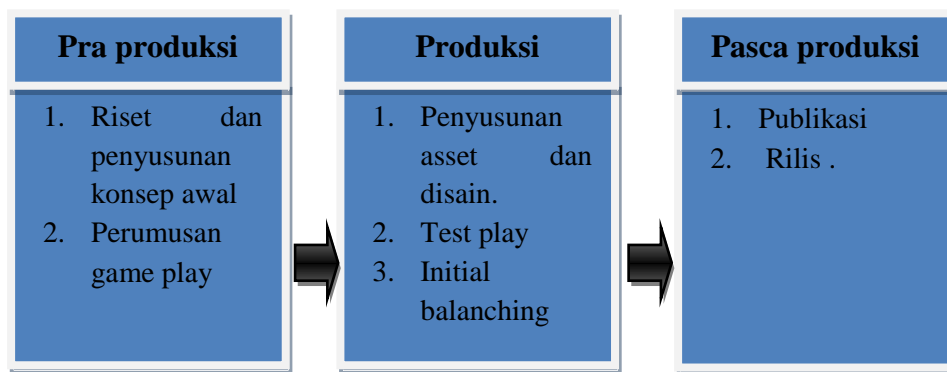 Pra produksi
1. Riset dan
penyusunan
konsep awal
2. Perumusan
game play
Produksi
1. Penyusunan
asset dan
disain.
2. Test play
3. Initial
balanching
Pasca produksi
1. Publikasi
2. Rilis .